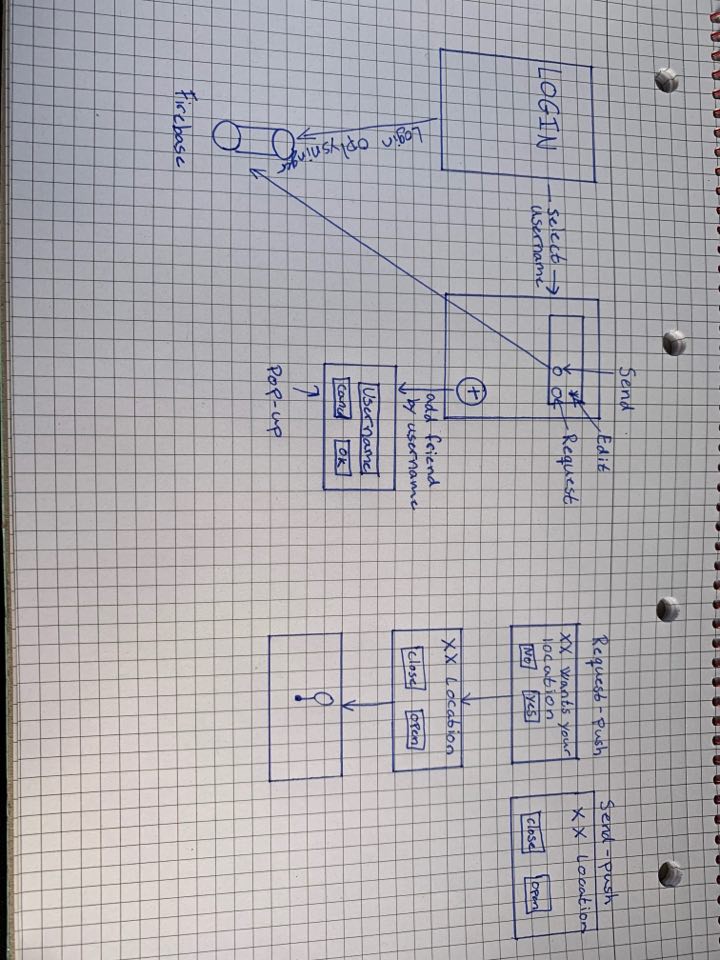 LOGIN
select
username
Send
Edit
Request
add friend
by username
Username
Canc
OK
POP-UP
Login oplysninger
Firebase
Request-push
XX wants your
location
No
yes
XX Location
close
open
Send-push
XX Location
close
open